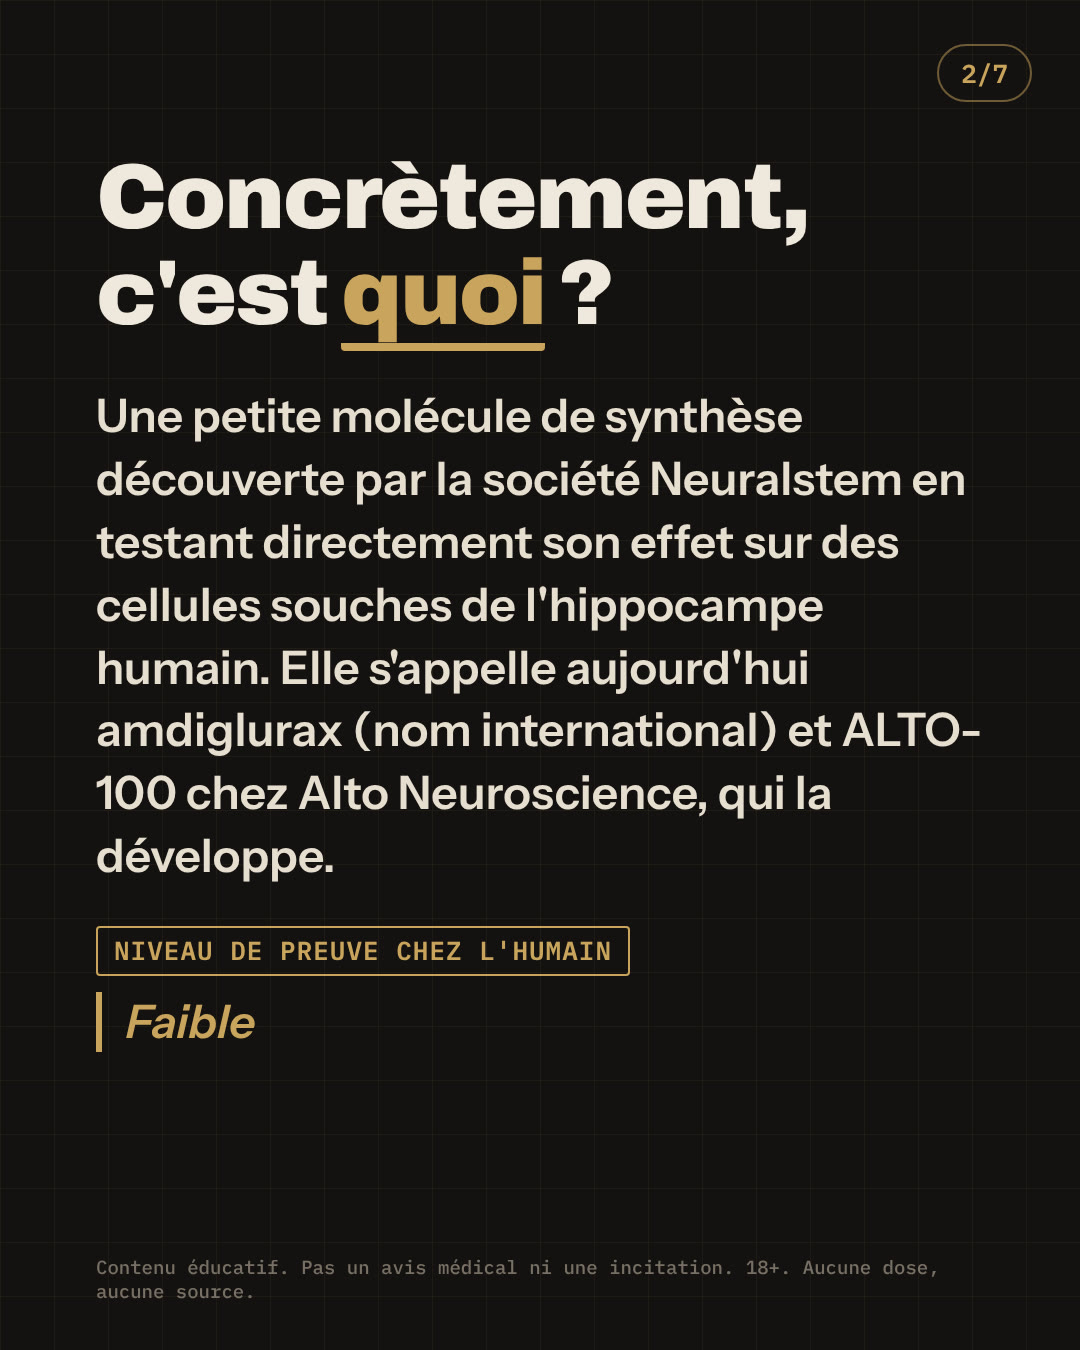 2/7
Concrètement,
c'est quoi ?
Une petite molécule de synthèse
découverte par la société Neuralstem en
testant directement son effet sur des
cellules souches de l'hippocampe
humain. Elle s'appelle aujourd'hui
amdiglurax (nom international) et ALTO-
100 chez Alto Neuroscience, qui la
développe.
NIVEAU DE PREUVE CHEZ L'HUMAIN
Faible
Contenu éducatif. Pas un avis médical ni une incitation. 18+. Aucune dose,
aucune source.